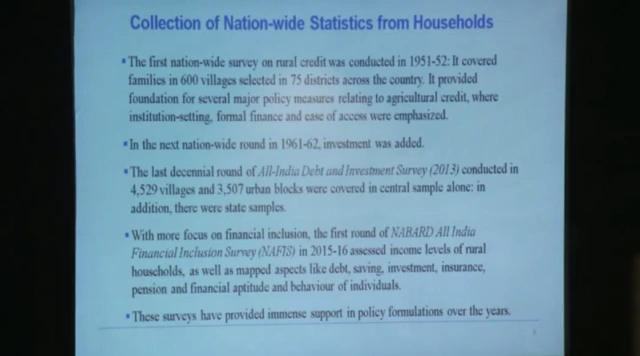 Collection of Nation-wide Statistics from Households
▪ The first nation-wide survey on rural credit was conducted in 1951-52: It covered
families in 600 villages selected in 75 districts across the country. It provided
foundation for several major policy measures relating to agricultural credit, where
institution-setting, formal finance and ease of access were emphasized.
▪ In the next nation-wide round in 1961-62, investment was added.
▪ The last decennial round of All-India Debt and Investment Survey (2013) conducted in
4,529 villages and 3,507 urban blocks were covered in central sample alone: in
addition, there were state samples.
▪ With more focus on financial inclusion, the first round of NABARD All India
Financial Inclusion Survey (NAFIS) in 2015-16 assessed income levels of rural
households, as well as mapped aspects like debt, saving, investment, insurance,
pension and financial aptitude and behaviour of individuals.
▪ These surveys have provided immense support in policy formulations over the years.